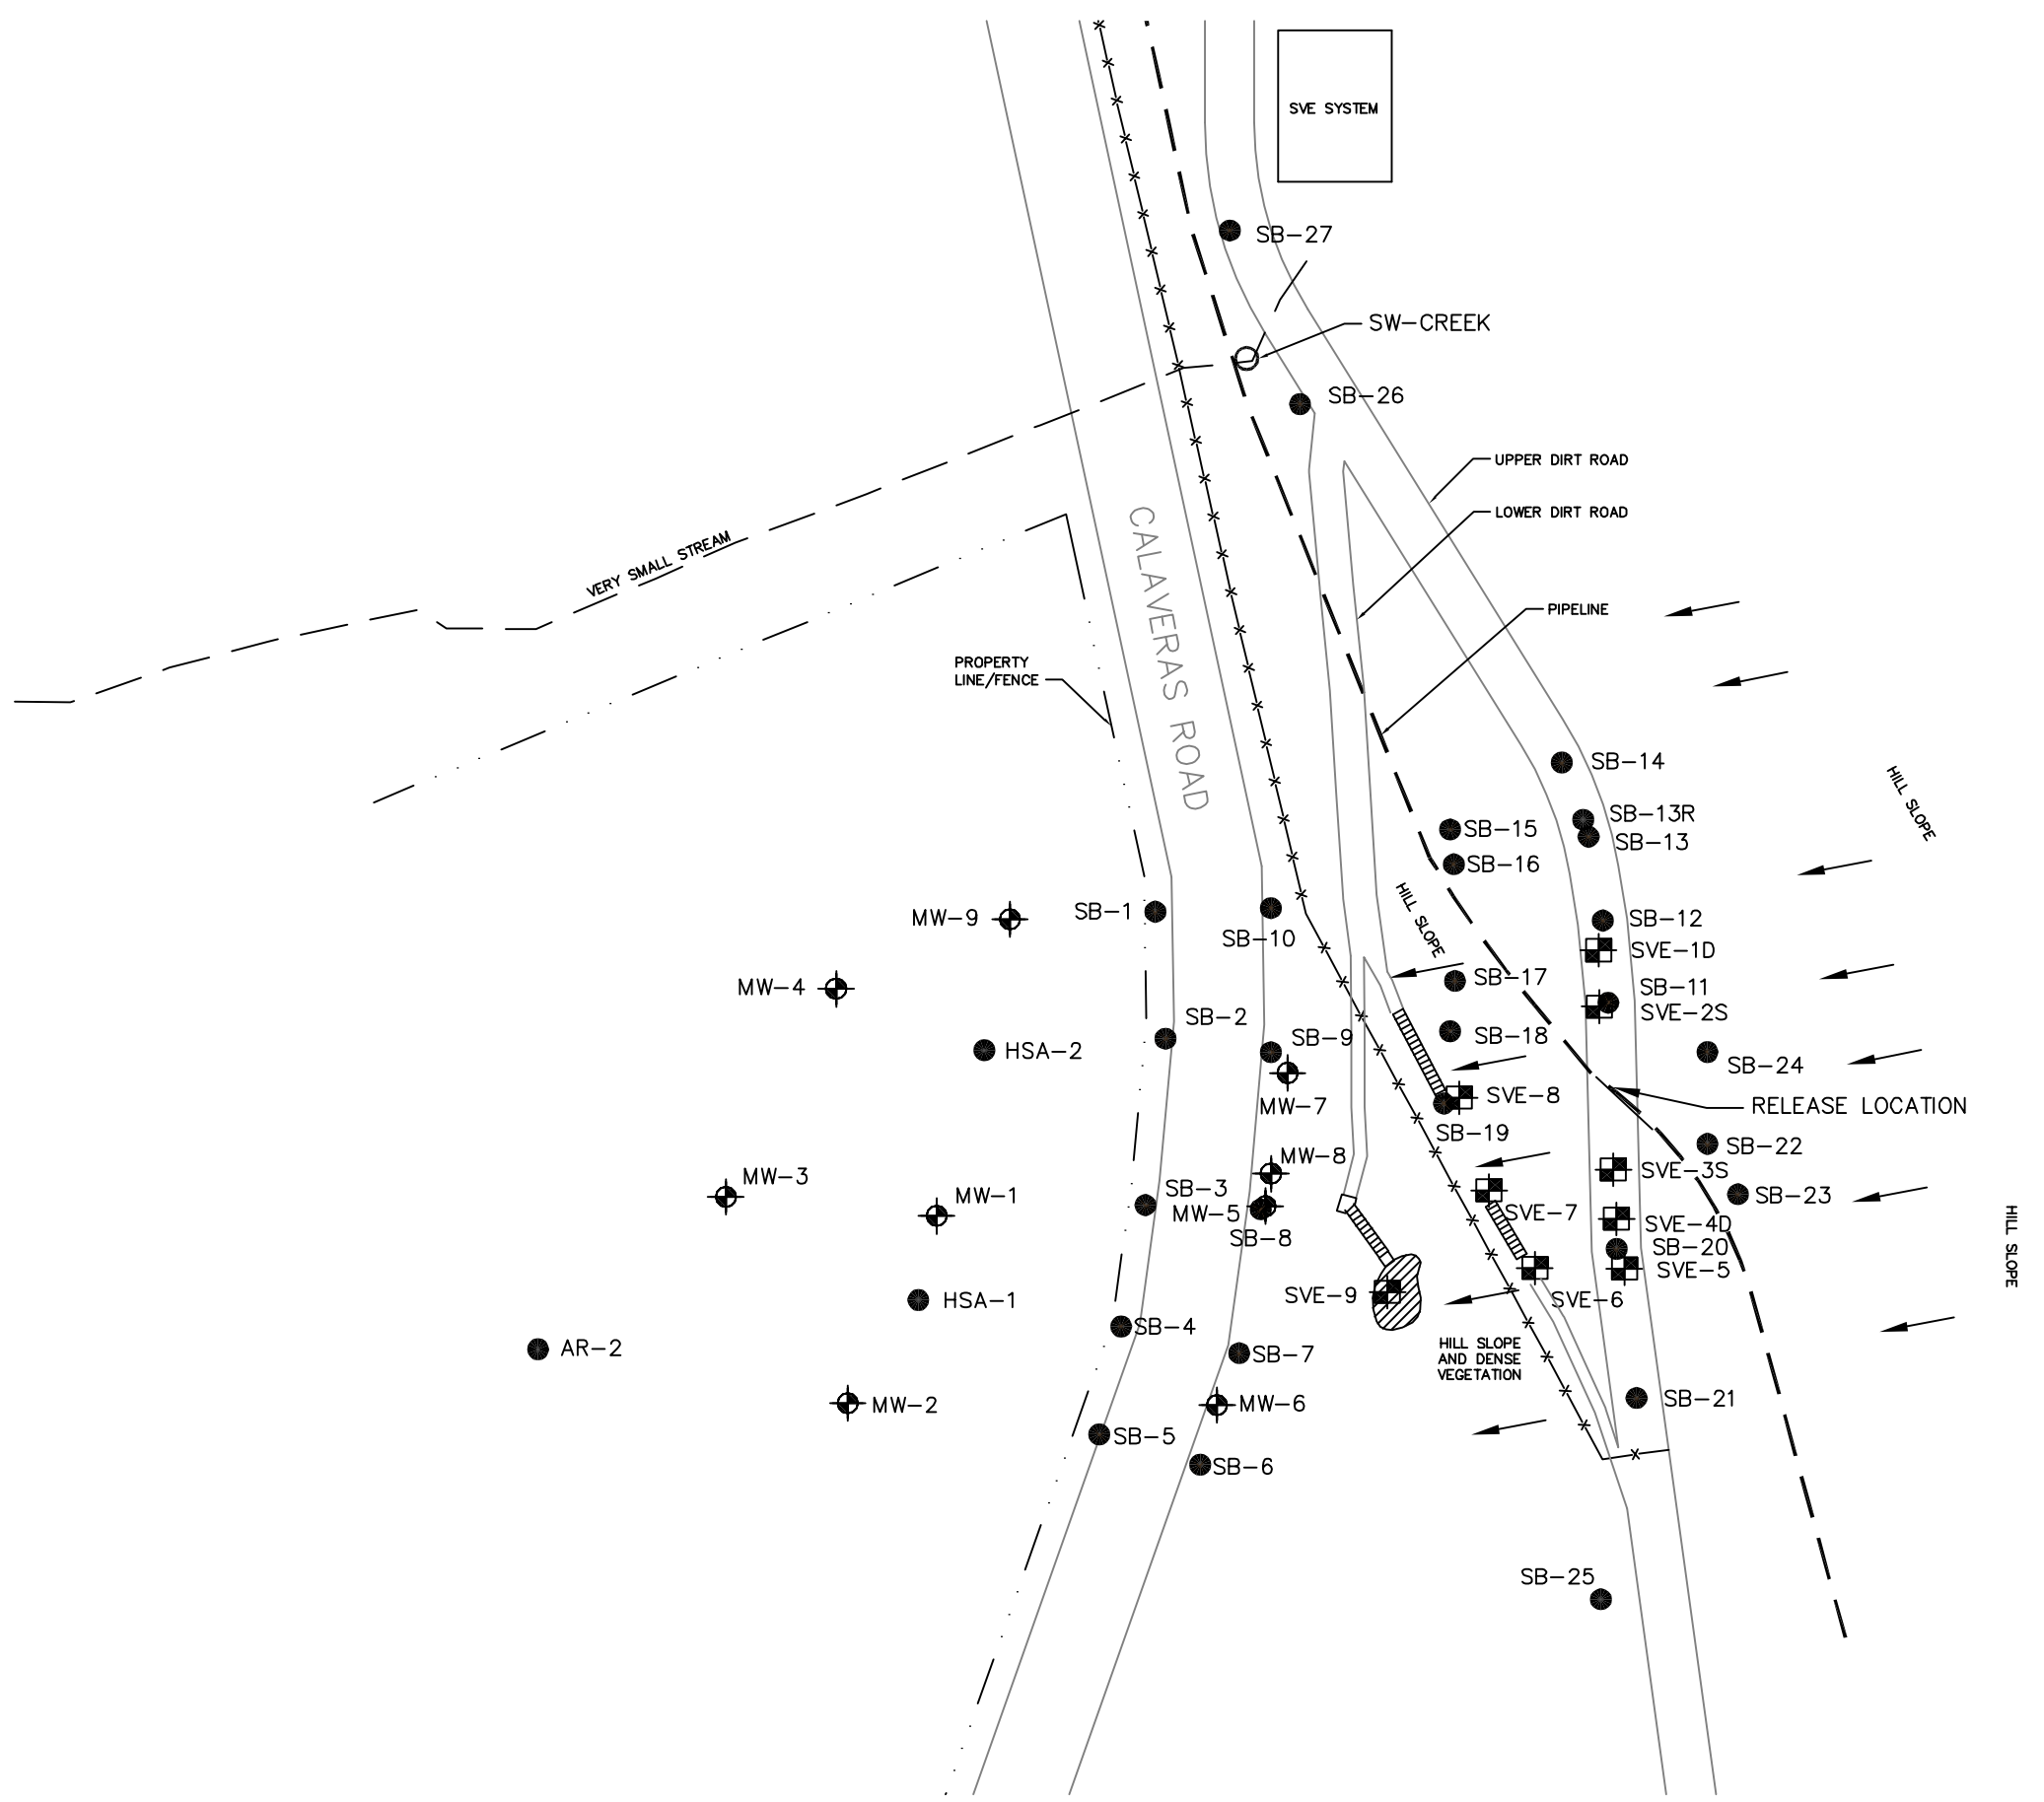 SVE SYSTEM
SB-27
SW-CREEK
SB-26
UPPER DIRT ROAD
LOWER DIRT ROAD
CALAVERAS ROAD
VERY SMALL STREAM
PIPELINE
PROPERTY
LINE/FENCE
SB-14
HILL SLOPE
SB-13R
SB-15
SB-13
SB-16
HILL SLOPE
MW-9
SB-1
SB-10
SB-12
SVE-1D
MW-4
SB-17
SB-11
SVE-2S
SB-2
SB-9
SB-18
HSA-2
SB-24
MW-7
SVE-8
RELEASE LOCATION
SB-19
SB-22
MW-8
SVE-3S
MW-3
MW-1
SB-3
SB-23
MW-5
SVE-7
SVE-4D
SB-8
SB-20
HILL SLOPE
SVE-5
SVE-9
SVE-6
HSA-1
SB-4
HILL SLOPE
AND DENSE
VEGETATION
AR-2
SB-7
SB-21
MW-2
MW-6
SB-5
SB-6
SB-25